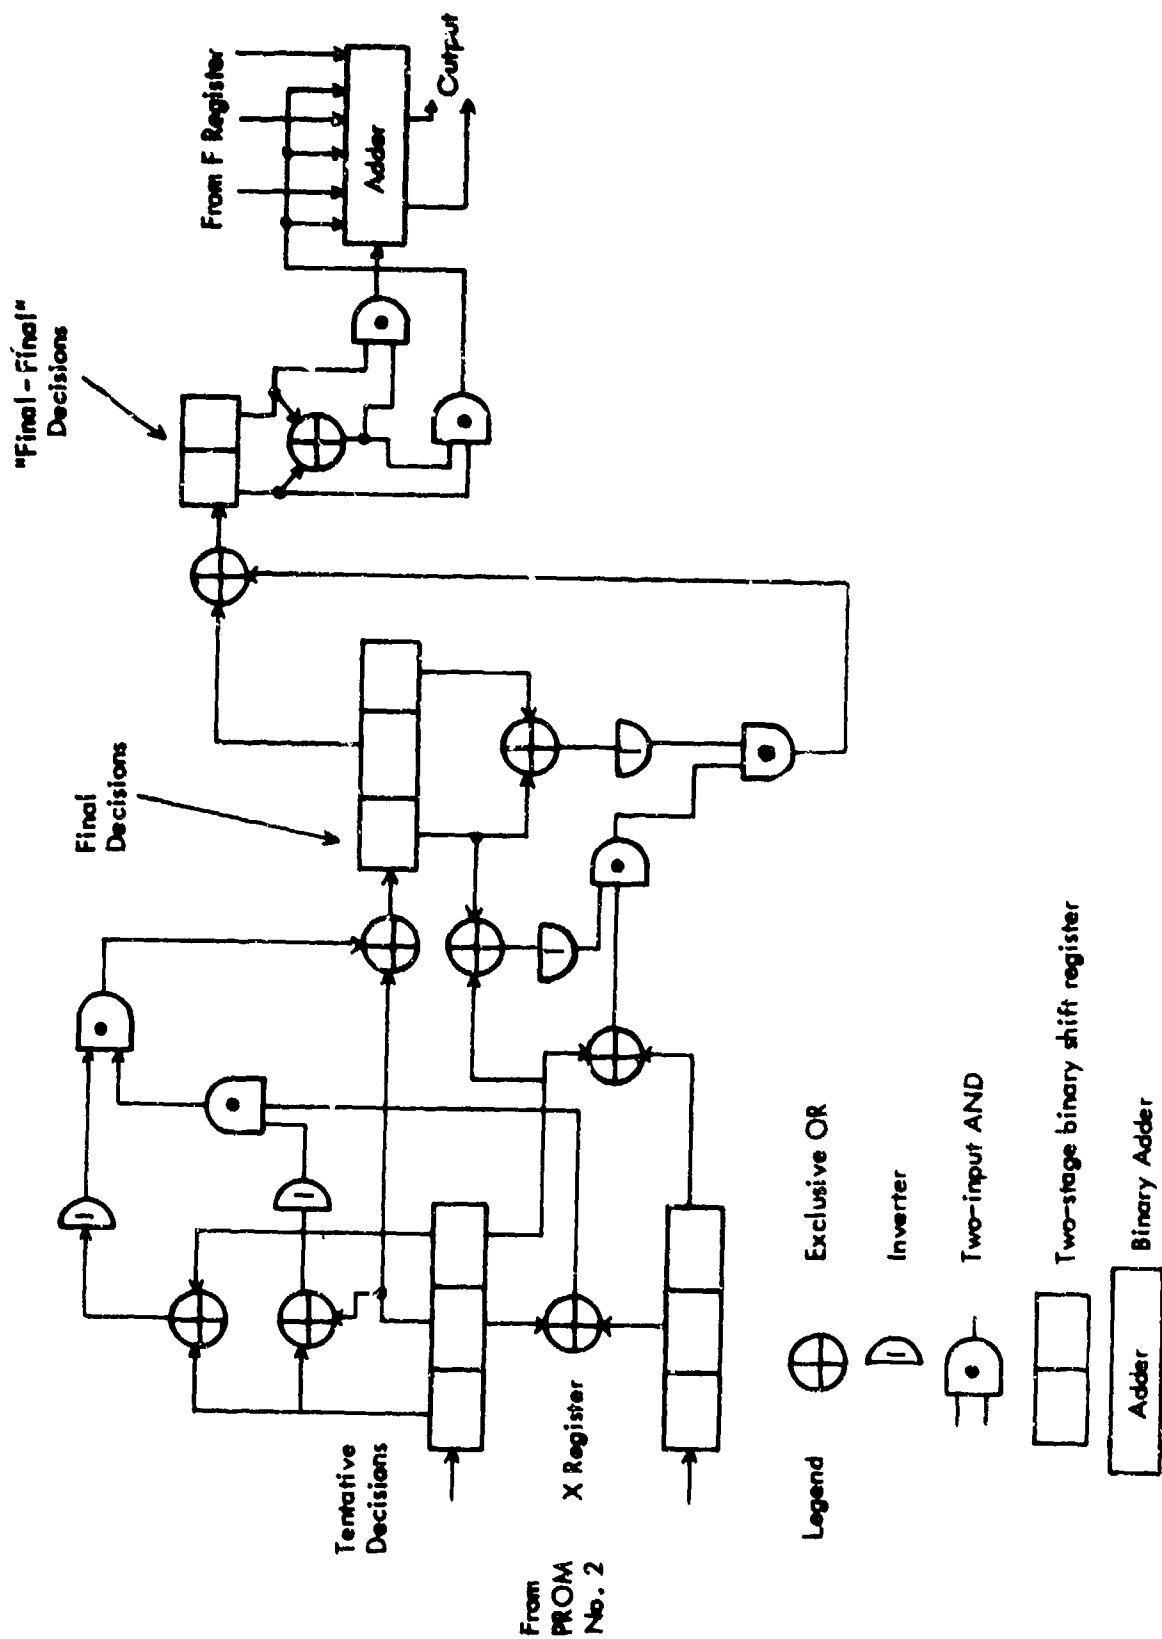 From
PROM
No. 2
Tentative
Decisions
X Register
Final
Decisions
"Final-Final"
Decisions
From F Register
Adder
Output
Legend
Exclusive OR
Inverter
Two-input AND
Two-stage binary shift register
Adder
Binary Adder